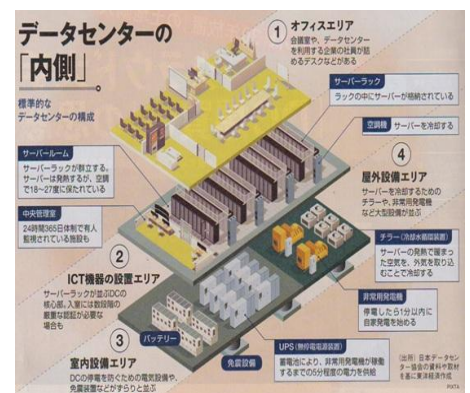 データセンターの
「内側」。
標準的な
データセンターの構成
① オフィスエリア
会議室や、データセンター
を利用する企業の社員が詰
めるデスクなどがある
サーバーラック
ラックの中にサーバーが格納されている
空調機 サーバーを冷却する
サーバールーム
サーバーラックが群立する。
サーバーは発熱するが、空調
で18〜27度に保たれている
中央管理室
24時間365日体制で有人
監視されている施設も
② ICT機器の設置エリア
サーバーラックが並ぶDCの
核心部。入室には数段階の
厳重な認証が必要な
場合も
④ 屋外設備エリア
サーバーを冷却するための
チラーや、非常用発電機
など大型設備が並ぶ
チラー(冷却水循環装置)
サーバーの発熱で暖まっ
た空気を、外気を取り込
むことで冷却する
非常用発電機
停電したら1分以内に
自家発電を始める
③ 室内設備エリア
DCの停電を防ぐための電気設備や、
免震装置などがずらりと並ぶ
バッテリー
免震設備
UPS(無停電電源装置)
蓄電池により、非常用発電機が稼働
するまでの5分程度の電力を供給
(出所)日本データセン
ター協会の資料や取材
を基に東洋経済作成
PIXTA